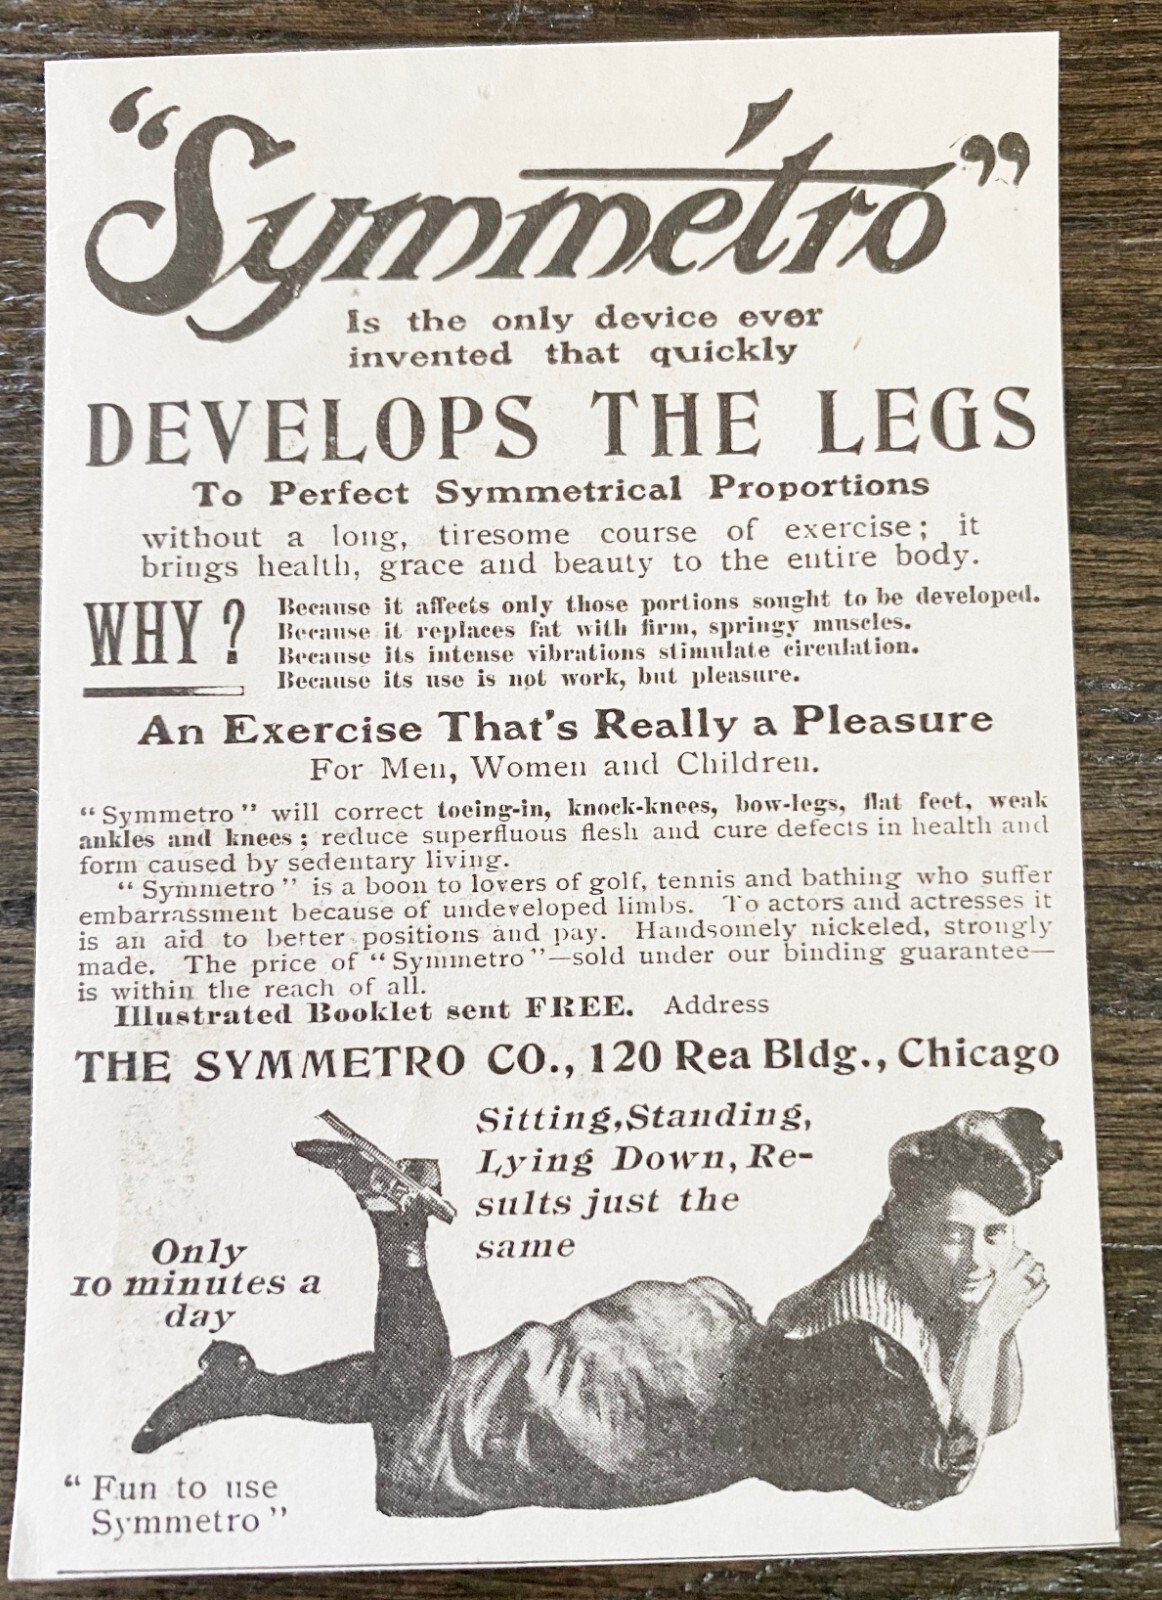 "Symmétro"
Is the only device ever
invented that quickly
DEVELOPS THE LEGS
To Perfect Symmetrical Proportions
without a long, tiresome course of exercise; it
brings health, grace and beauty to the entire body.
WHY?
Because it affects only those portions sought to be developed.
Because it replaces fat with firm, springy muscles.
Because its intense vibrations stimulate circulation.
Because its use is not work, but pleasure.
An Exercise That's Really a Pleasure
For Men, Women and Children.
"Symmetro" will correct toeing-in, knock-knees, bow-legs, flat feet, weak
ankles and knees; reduce superfluous flesh and cure defects in health and
form caused by sedentary living.
"Symmetro" is a boon to lovers of golf, tennis and bathing who suffer
embarrassment because of undeveloped limbs. To actors and actresses it
is an aid to better positions and pay. Handsomely nickeled, strongly
made. The price of "Symmetro"—sold under our binding guarantee—
is within the reach of all.
Illustrated Booklet sent FREE. Address
THE SYMMETRO CO., 120 Rea Bldg., Chicago
Sitting, Standing,
Lying Down, Re-
sults just the
same
Only
10 minutes a
day
"Fun to use
Symmetro"